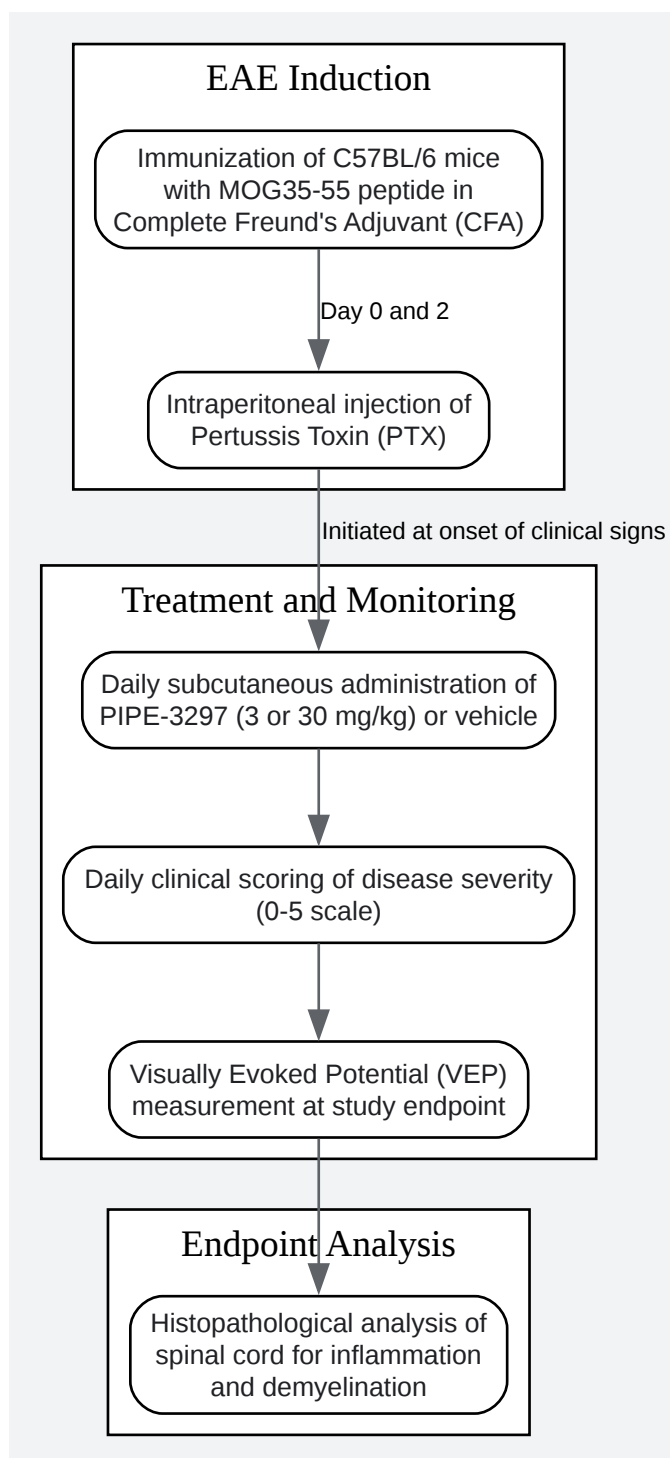 EAE Induction
Immunization of C57BL/6 mice
with MOG35-55 peptide in
Complete Freund's Adjuvant (CFA)
Day 0 and 2
Intraperitoneal injection of
Pertussis Toxin (PTX)
Initiated at onset of clinical signs
Treatment and Monitoring
Daily subcutaneous administration of
PIPE-3297 (3 or 30 mg/kg) or vehicle
Daily clinical scoring of disease severity
(0-5 scale)
Visually Evoked Potential (VEP)
measurement at study endpoint
Endpoint Analysis
Histopathological analysis of
spinal cord for inflammation
and demyelination